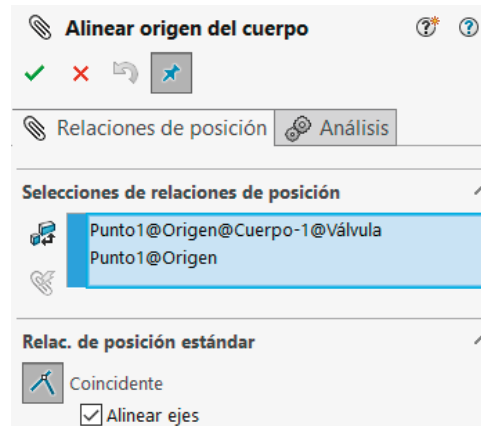 Alinear origen del cuerpo
Relaciones de posición Análisis
Selecciones de relaciones de posición
Punto1@Origen@Cuerpo-1@Válvula
Punto1@Origen
Relac. de posición estándar
Coincidente
Alinear ejes